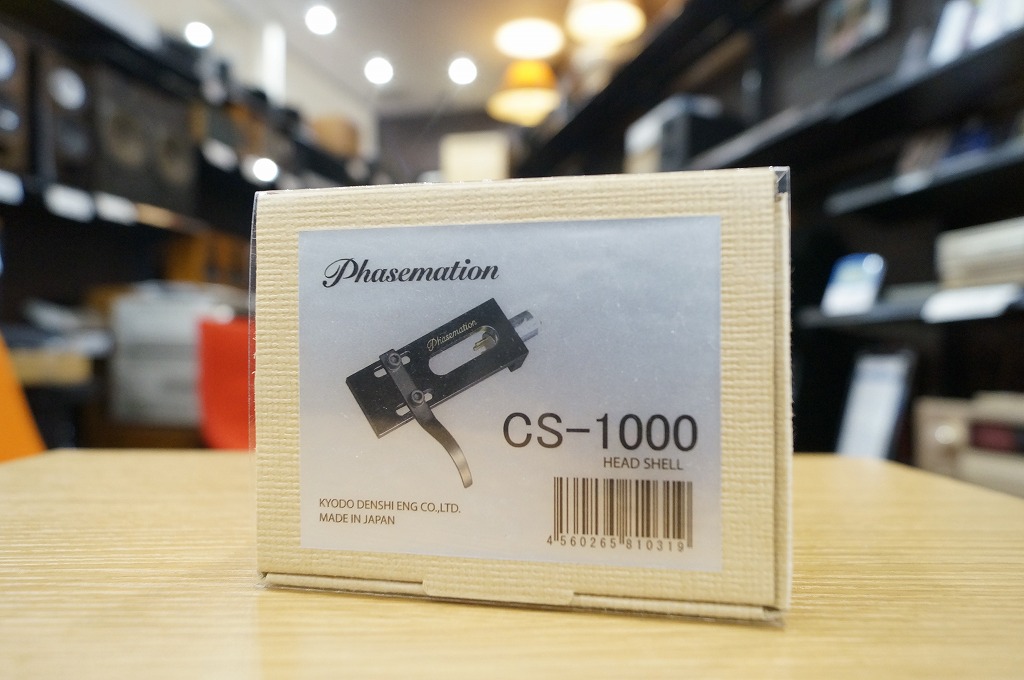 Phasemation
Phasemation
CS-1000
HEAD SHELL
KYODO DENSHI ENG CO.,LTD.
MADE IN JAPAN
4 560265 810319